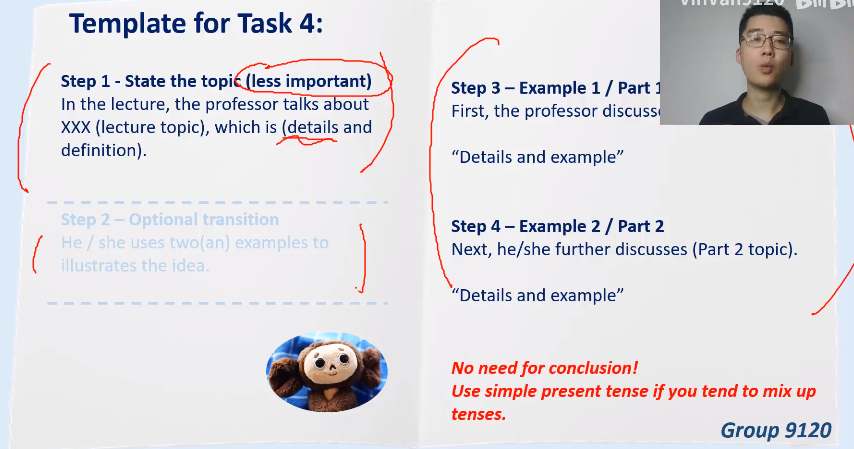 Template for Task 4:
Step 1 - State the topic (less important)
In the lecture, the professor talks about
XXX (lecture topic), which is (details and
definition).
Step 2 – Optional transition
He / she uses two(an) examples to
illustrates the idea.
Step 3 – Example 1 / Part 1
First, the professor
“Details and example”
Step 4 – Example 2 / Part 2
Next, he/she further discusses (Part 2 topic).
“Details and example”
No need for conclusion!
Use simple present tense if you tend to mix up
tenses.
Group 9120